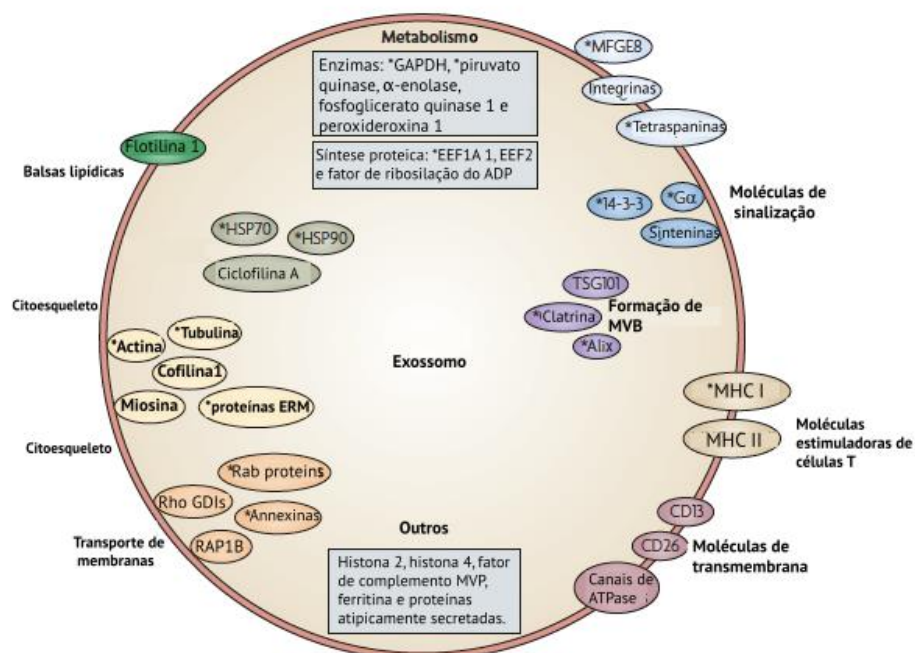 Metabolismo
Enzimas: *GAPDH, *piruvato
quinase, α-enolase,
fosfoglicerato quinase 1 e
peroxideroxina 1
Síntese proteica: *EEF1A 1, EEF2
e fator de ribosilação do ADP
*MFGE8
Integrinas
*Tetraspaninas
Flotilina 1
Balsas lipídicas
*14-3-3
*Gα
Sinteninas
Moléculas de
sinalização
*HSP70
*HSP90
Ciclofilina A
TSG101
*Clatrina
*Alix
Formação de
MVB
Citoesqueleto
*Actina
*Tubulina
Cofilina1
Miosina
*proteínas ERM
Exossomo
*MHC I
MHC II
Moléculas
estimuladoras de
células T
Citoesqueleto
*Rab proteins
Rho GDIs
*Annexinas
RAP1B
Transporte de
membranas
CD13
CD26
Canais de
ATPase
Moléculas de
transmembrana
Outros
Histona 2, histona 4, fator
de complemento MVP,
ferritina e proteínas
atipicamente secretadas.